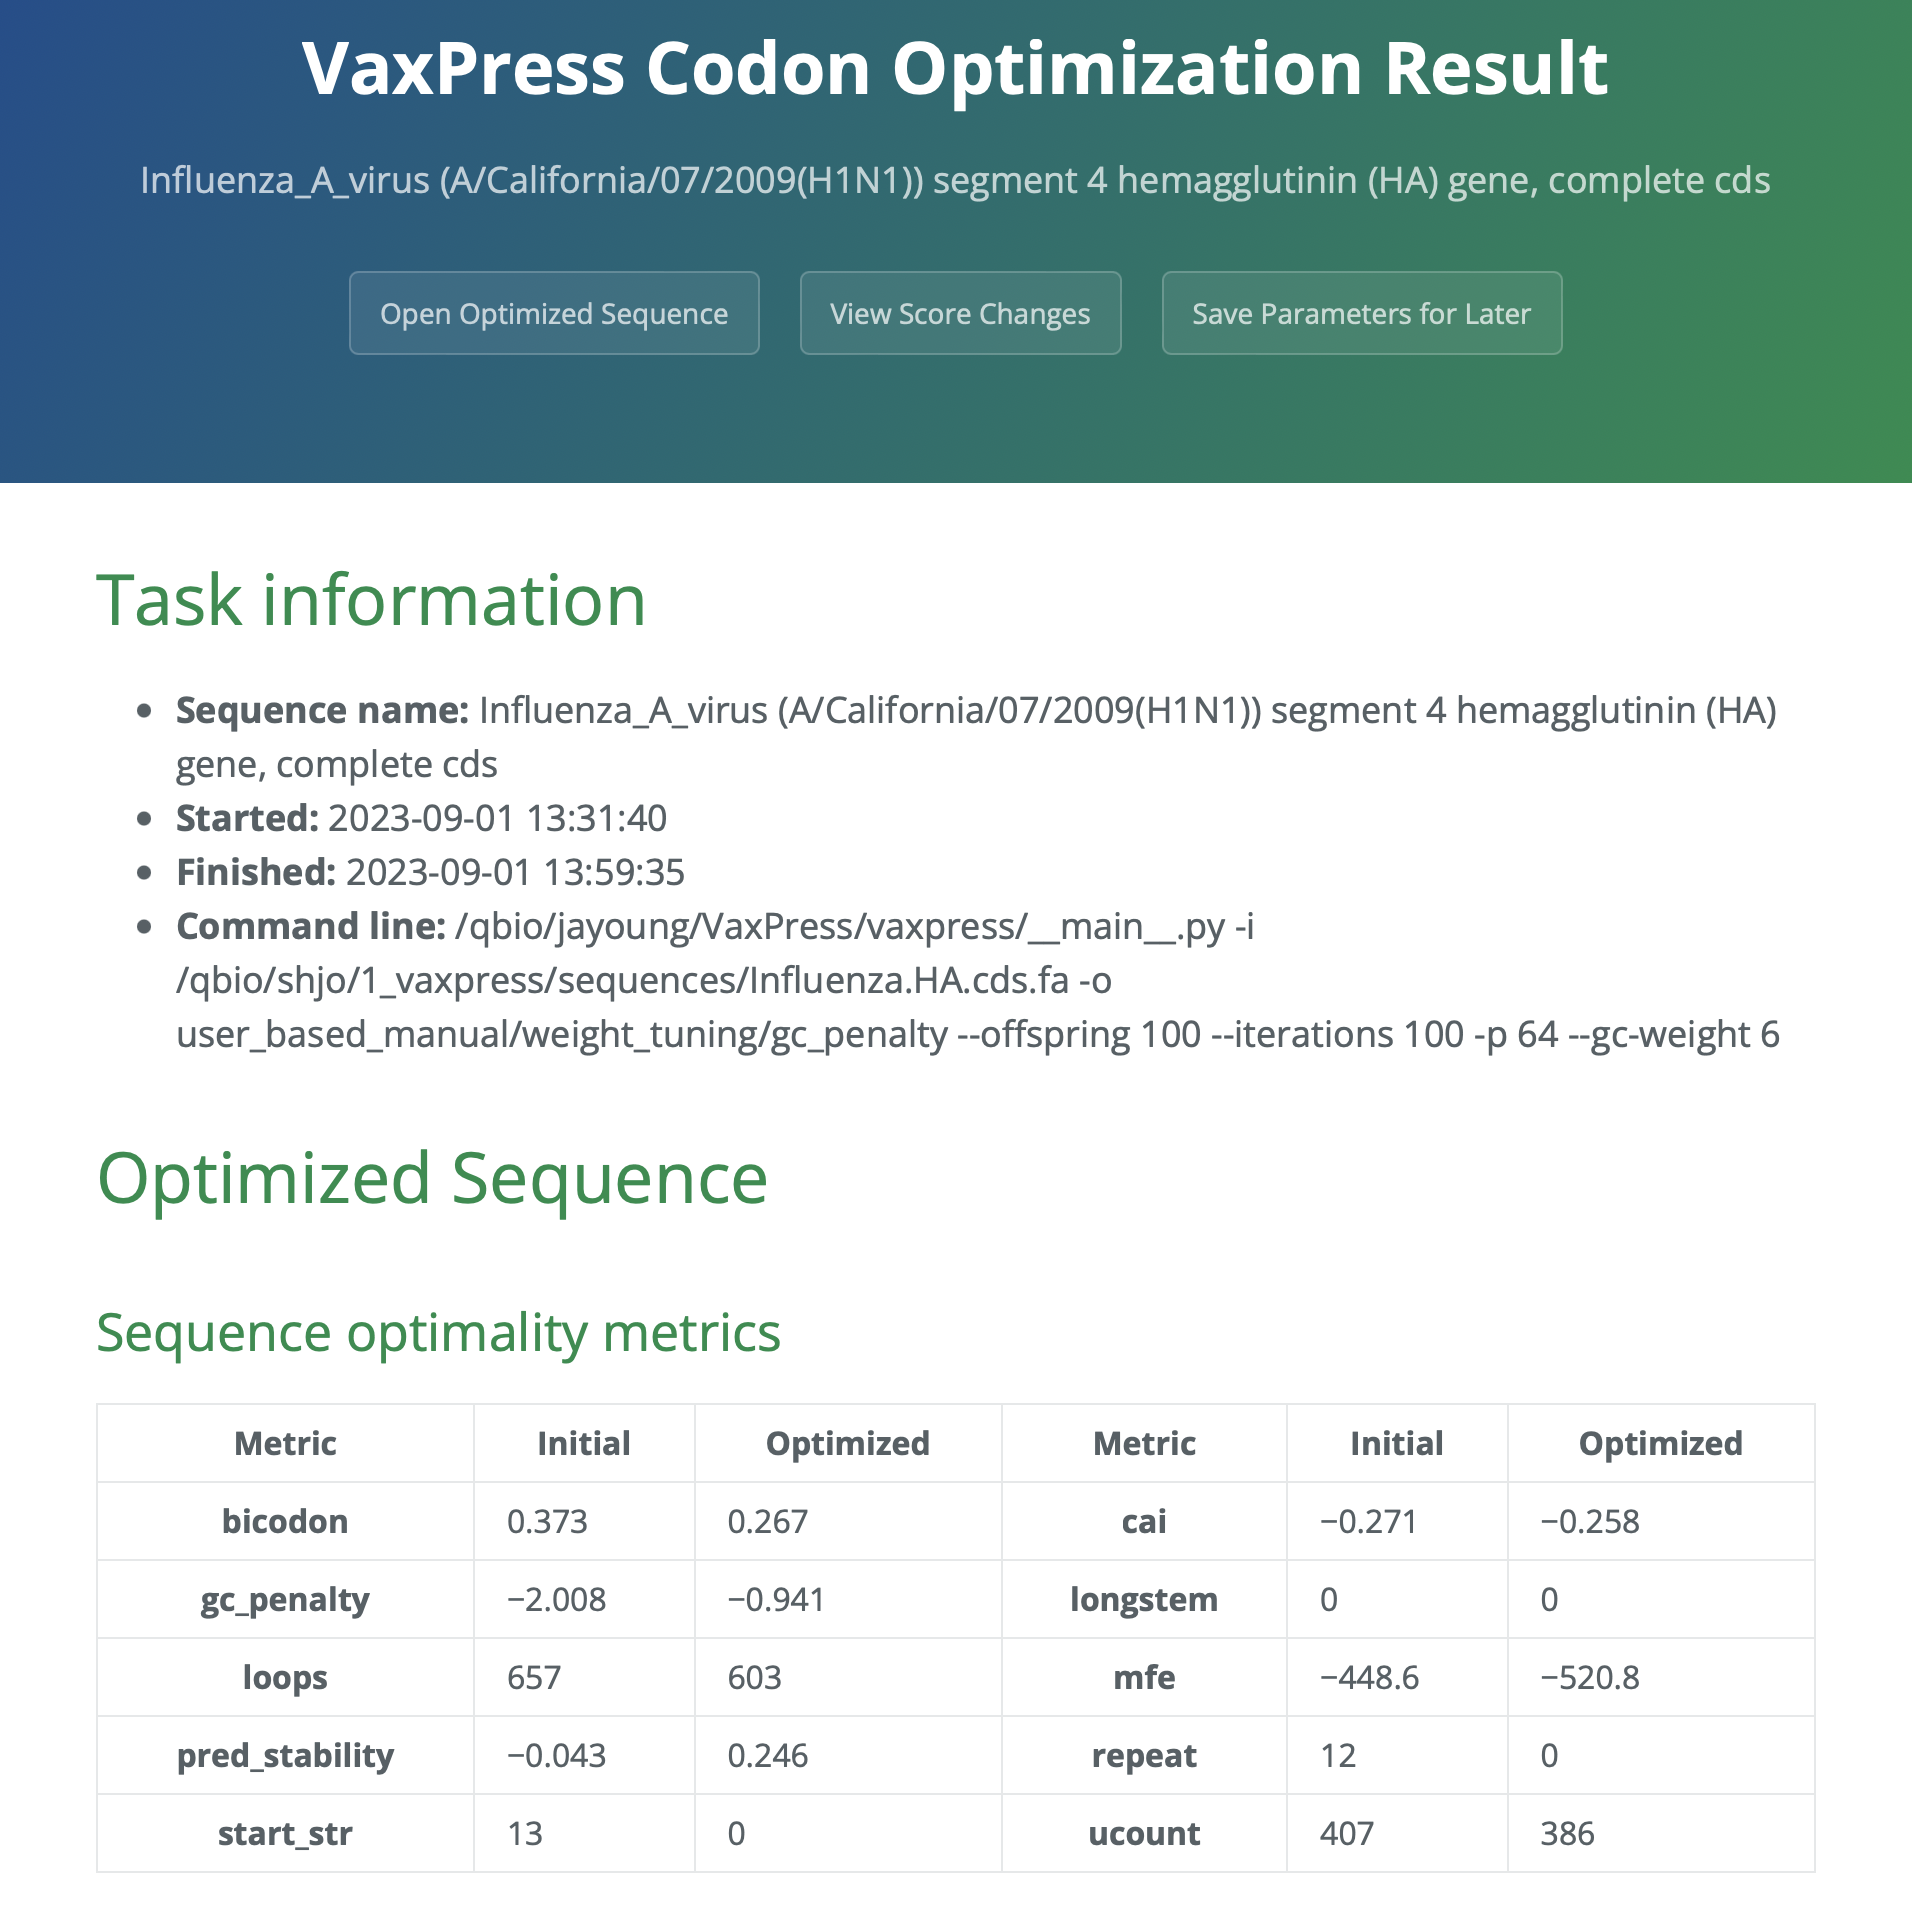 VaxPress Codon Optimization Result
Influenza_A_virus (A/California/07/2009(H1N1)) segment 4 hemagglutinin (HA) gene, complete cds
Open Optimized Sequence View Score Changes Save Parameters for Later
Task information
• Sequence name: Influenza_A_virus (A/California/07/2009(H1N1)) segment 4 hemagglutinin (HA)
gene, complete cds
• Started: 2023-09-01 13:31:40
• Finished: 2023-09-01 13:59:35
• Command line: /qbio/jayoung/VaxPress/vaxpress/__main__.py -i
/qbio/shjo/1_vaxpress/sequences/Influenza.HA.cds.fa -o
user_based_manual/weight_tuning/gc_penalty --offspring 100 --iterations 100 -p 64 --gc-weight 6
Optimized Sequence
Sequence optimality metrics
Metric Initial Optimized Metric Initial Optimized
bicodon 0.373 0.267 cai −0.271 −0.258
gc_penalty −2.008 −0.941 longstem 0 0
loops 657 603 mfe −448.6 −520.8
pred_stability −0.043 0.246 repeat 12 0
start_str 13 0 ucount 407 386